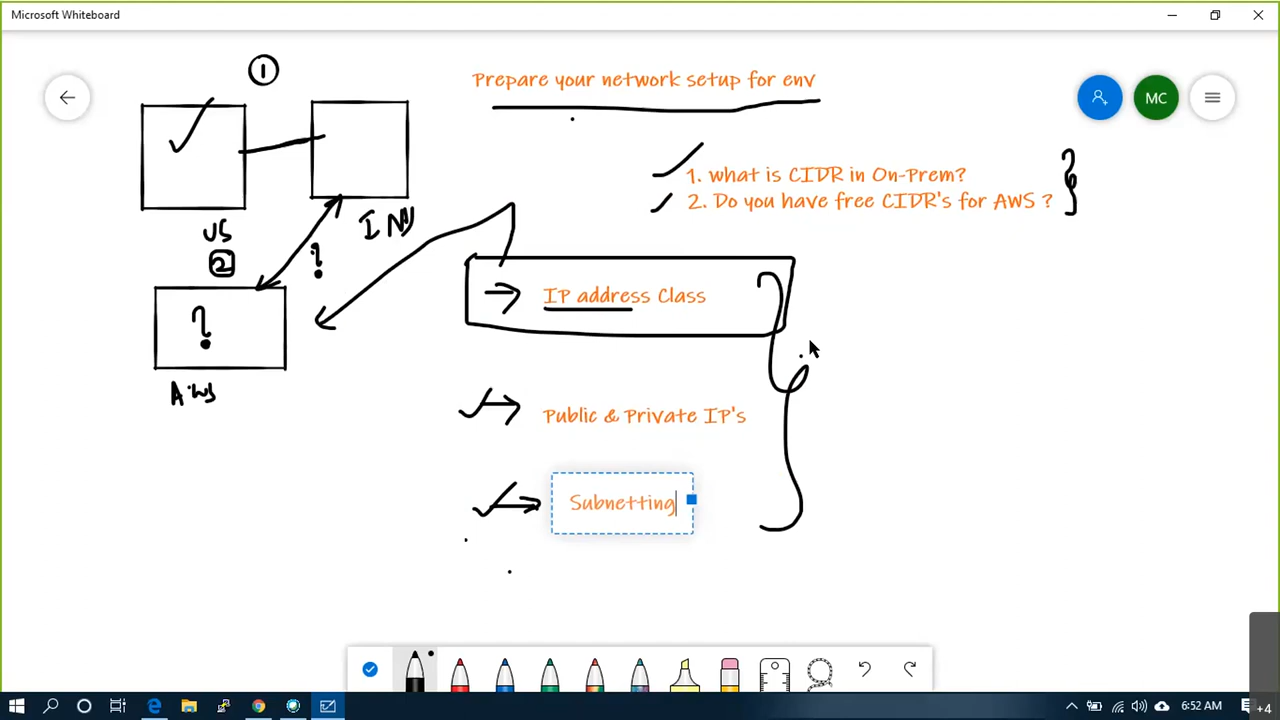 Microsoft Whiteboard
1
Prepare your network setup for env
MC
1. what is CIDR in On-Prem?
2. Do you have free CIDR's for AWS ?
US
IND
2
?
IP address Class
?
AWS
Public & Private IP's
Subnetting
6:52 AM
+4